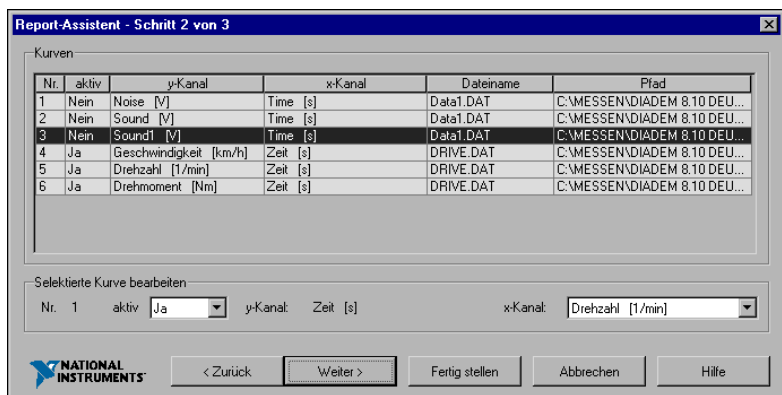 Report-Assistent - Schritt 2 von 3
Kurven
Nr. aktiv y-Kanal x-Kanal Dateiname Pfad
1 Nein Noise [V] Time [s] Data1.DAT C:\MESSEN\DIADEM 8.10 DEU...
2 Nein Sound [V] Time [s] Data1.DAT C:\MESSEN\DIADEM 8.10 DEU...
3 Nein Sound1 [V] Time [s] Data1.DAT C:\MESSEN\DIADEM 8.10 DEU...
4 Ja Geschwindigkeit [km/h] Zeit [s] DRIVE.DAT C:\MESSEN\DIADEM 8.10 DEU...
5 Ja Drehzahl [1/min] Zeit [s] DRIVE.DAT C:\MESSEN\DIADEM 8.10 DEU...
6 Ja Drehmoment [Nm] Zeit [s] DRIVE.DAT C:\MESSEN\DIADEM 8.10 DEU...
Selektierte Kurve bearbeiten
Nr. 1 aktiv Ja y-Kanal: Zeit [s] x-Kanal: Drehzahl [1/min]
NATIONAL INSTRUMENTS
< Zurück Weiter > Fertig stellen Abbrechen Hilfe